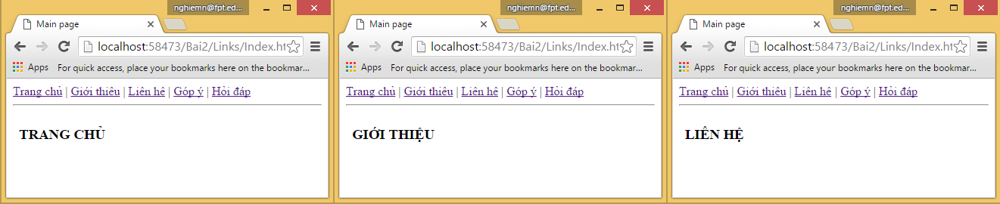 nghiemn@fpt.ed...
Main page
localhost:58473/Bai2/Links/Index.ht
Apps For quick access, place your bookmarks here on the bookmar...
Trang chủ | Giới thiêu | Liên hê | Góp ý | Hỏi đáp
TRANG CHỦ
nghiemn@fpt.ed...
Main page
localhost:58473/Bai2/Links/Index.ht
Apps For quick access, place your bookmarks here on the bookmar...
Trang chủ | Giới thiêu | Liên hê | Góp ý | Hỏi đáp
GIỚI THIỆU
nghiemn@fpt.ed...
Main page
localhost:58473/Bai2/Links/Index.ht
Apps For quick access, place your bookmarks here on the bookmar...
Trang chủ | Giới thiêu | Liên hê | Góp ý | Hỏi đáp
LIÊN HỆ